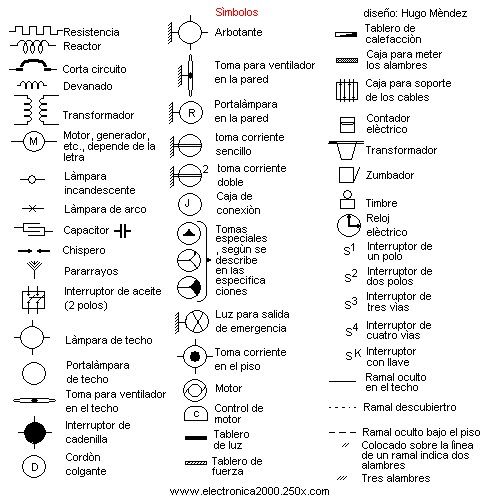 Sìmbolos
diseño: Hugo Mèndez
Resistencia
Reactor
Corta circuito
Devanado
Transformador
M
Motor, generador,
etc., depende de la
letra
Làmpara
incandescente
Làmpara de arco
Capacitor
Chispero
Pararrayos
Interruptor de aceite
(2 polos)
Làmpara de techo
Portalàmpara
de techo
Toma para ventilador
en el techo
Interruptor de
cadenilla
D
Cordòn
colgante
Arbotante
Toma para ventilador
en la pared
R
Portalàmpara
en la pared
toma corriente
sencillo
2
toma corriente
doble
J
Caja de
conexiòn
Tomas
especiales
, segùn se
describe
en las
especifica
ciones
Luz para salida
de emergencia
Toma corriente
en el piso
Motor
C
Control de
motor
Tablero
de luz
Tablero de
fuerza
Tablero de
calefacciòn
Caja para meter
los alambres
Caja para soporte
de los cables
Contador
elèctrico
Transformador
Zumbador
Timbre
Reloj
elèctrico
S1 Interruptor de
un polo
S2 Interruptor de
dos polos
S3 Interruptor de
tres vìas
S4 Interruptor de
cuatro vìas
SK Interruptor
con llave
Ramal oculto
en el techo
Ramal descubiertro
Ramal oculto bajo el piso
Colocado sobre la linea
de un ramal indica dos
alambres
Tres alambres
www.electronica2000.250x.com